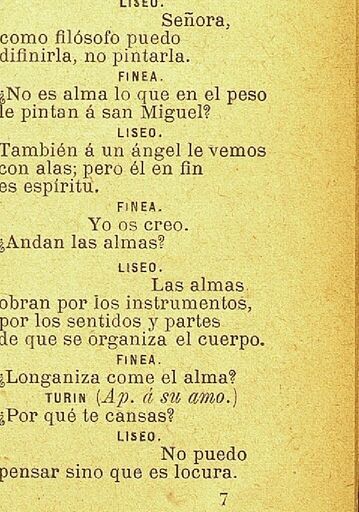 LISEO.
Señora,
como filósofo puedo
difinirla, no pintarla.
FINEA.
¿No es alma lo que en el peso
le pintan á san Miguel?
LISEO.
También á un ángel le vemos
con alas; pero él en fin
es espíritu.
FINEA.
Yo os creo.
¿Andan las almas?
LISEO.
Las almas
obran por los instrumentos,
por los sentidos y partes
de que se organiza el cuerpo.
FINEA.
¿Longaniza come el alma?
TURIN (Ap. á su amo.)
¿Por qué te cansas?
LISEO.
No puedo
pensar sino que es locura.
7